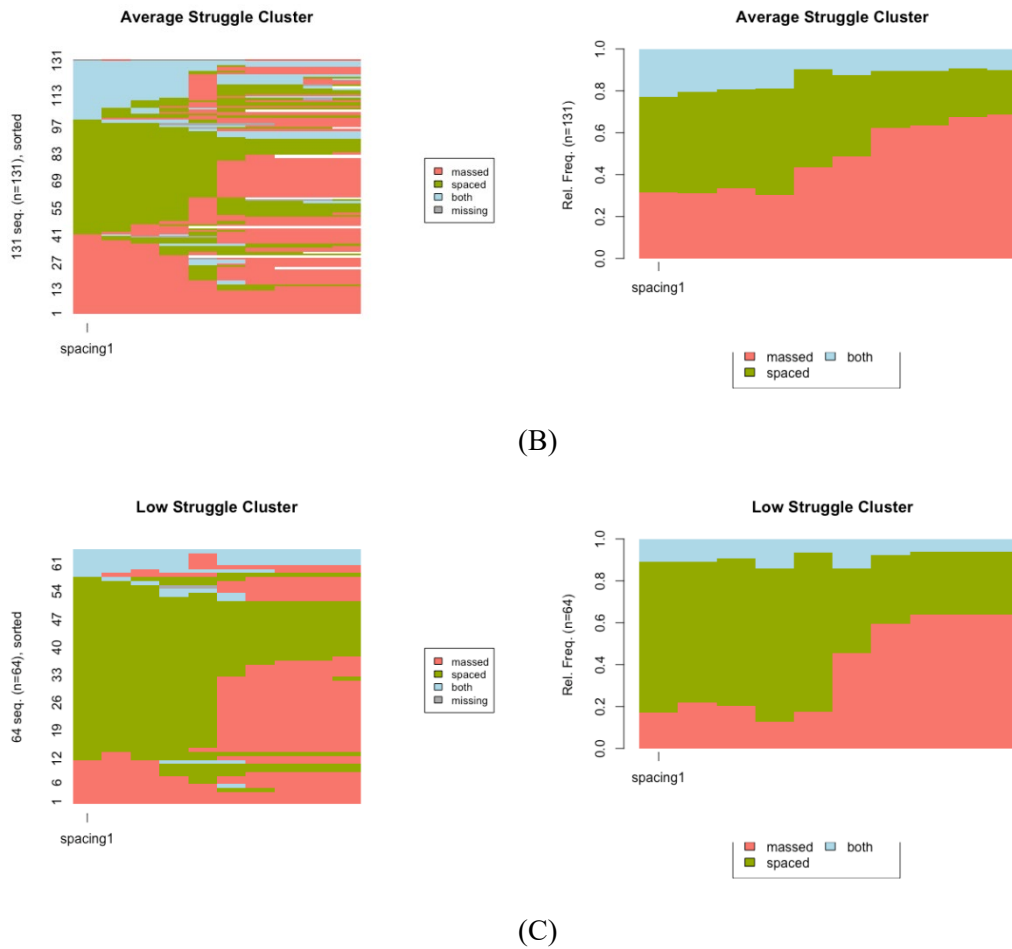 Average Struggle Cluster
131 seq. (n=131), sorted
1 13 27 41 55 69 83 97 113 131
spacing1
massed
spaced
both
missing
Average Struggle Cluster
Rel. Freq. (n=131)
0.0 0.2 0.4 0.6 0.8 1.0
spacing1
massed both
spaced
(B)
Low Struggle Cluster
64 seq. (n=64), sorted
1 6 12 19 26 33 40 47 54 61
spacing1
massed
spaced
both
missing
Low Struggle Cluster
Rel. Freq. (n=64)
0.0 0.2 0.4 0.6 0.8 1.0
spacing1
massed both
spaced
(C)